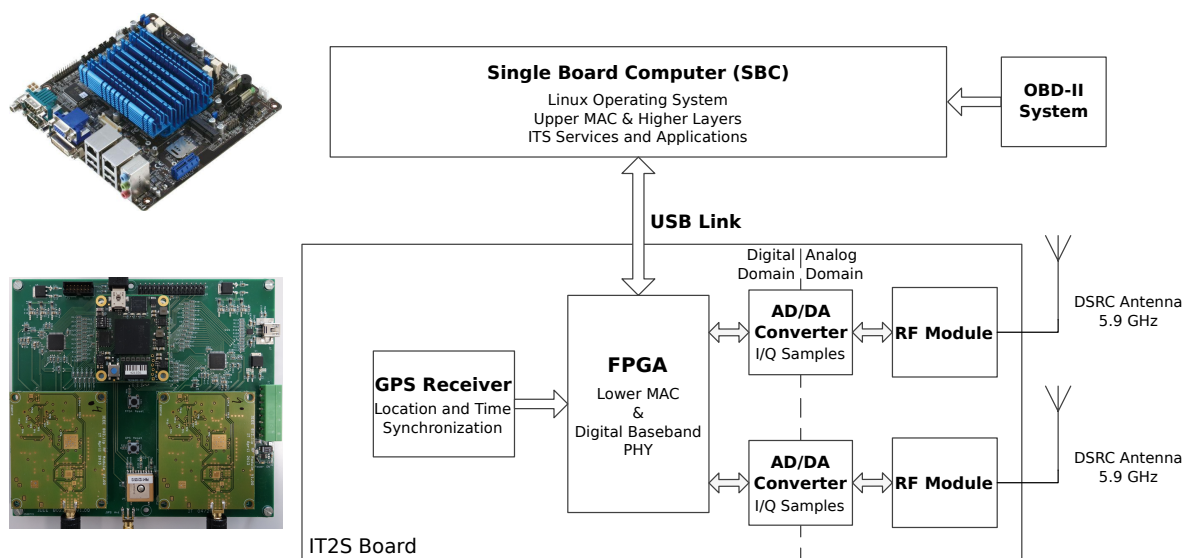 Single Board Computer (SBC)
Linux Operating System
Upper MAC & Higher Layers
ITS Services and Applications
OBD-II
System
USB Link
Digital
Domain
Analog
Domain
AD/DA
Converter
I/Q Samples
RF Module
DSRC Antenna
5.9 GHz
FPGA
Lower MAC
&
Digital Baseband
PHY
GPS Receiver
Location and Time
Synchronization
AD/DA
Converter
I/Q Samples
RF Module
DSRC Antenna
5.9 GHz
IT2S Board